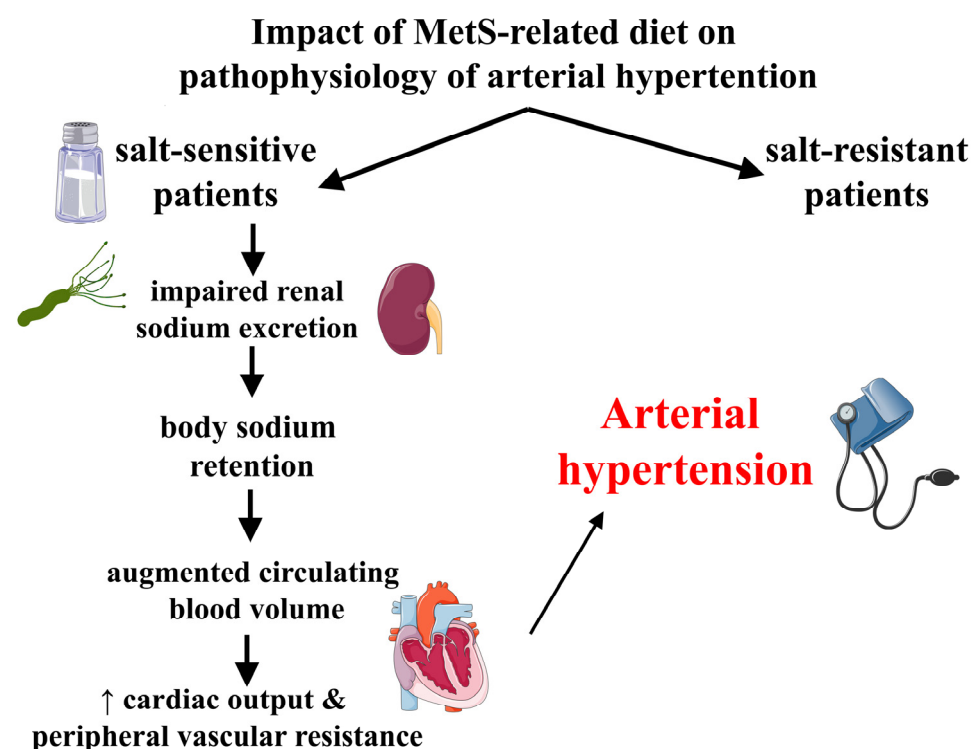 Impact of MetS-related diet on
pathophysiology of arterial hypertention
salt-sensitive
patients
salt-resistant
patients
impaired renal
sodium excretion
body sodium
retention
Arterial
hypertension
augmented circulating
blood volume
↑ cardiac output &
peripheral vascular resistance